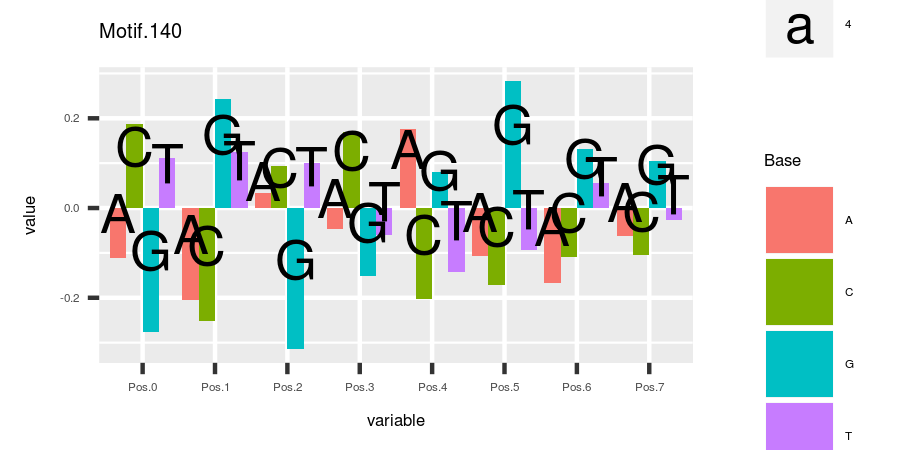 Motif.140
a 4
value
0.2
0.0
-0.2
A C G T
A C G T
A C G T
A C G T
A C G T
A C G T
A C G T
A C G T
Pos.0 Pos.1 Pos.2 Pos.3 Pos.4 Pos.5 Pos.6 Pos.7
variable
Base
A
C
G
T